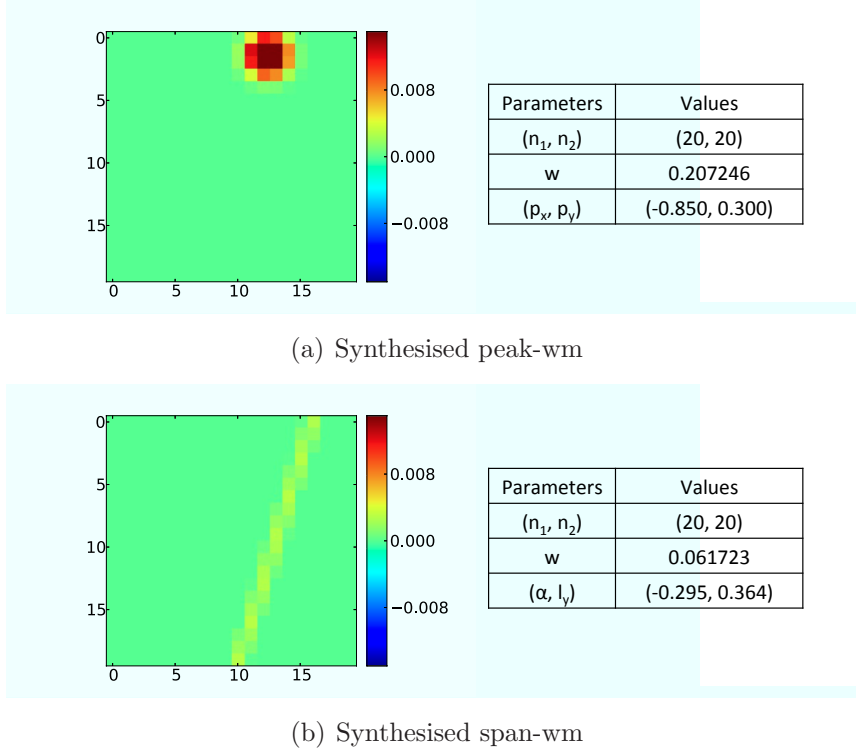 0
5
10
15
0 5 10 15
0.008
0.000
−0.008
Parameters Values
(n₁, n₂) (20, 20)
w 0.207246
(pₓ, pᵧ) (-0.850, 0.300)
(a) Synthesised peak-wm
0
5
10
15
0 5 10 15
0.008
0.000
−0.008
Parameters Values
(n₁, n₂) (20, 20)
w 0.061723
(α, lᵧ) (-0.295, 0.364)
(b) Synthesised span-wm